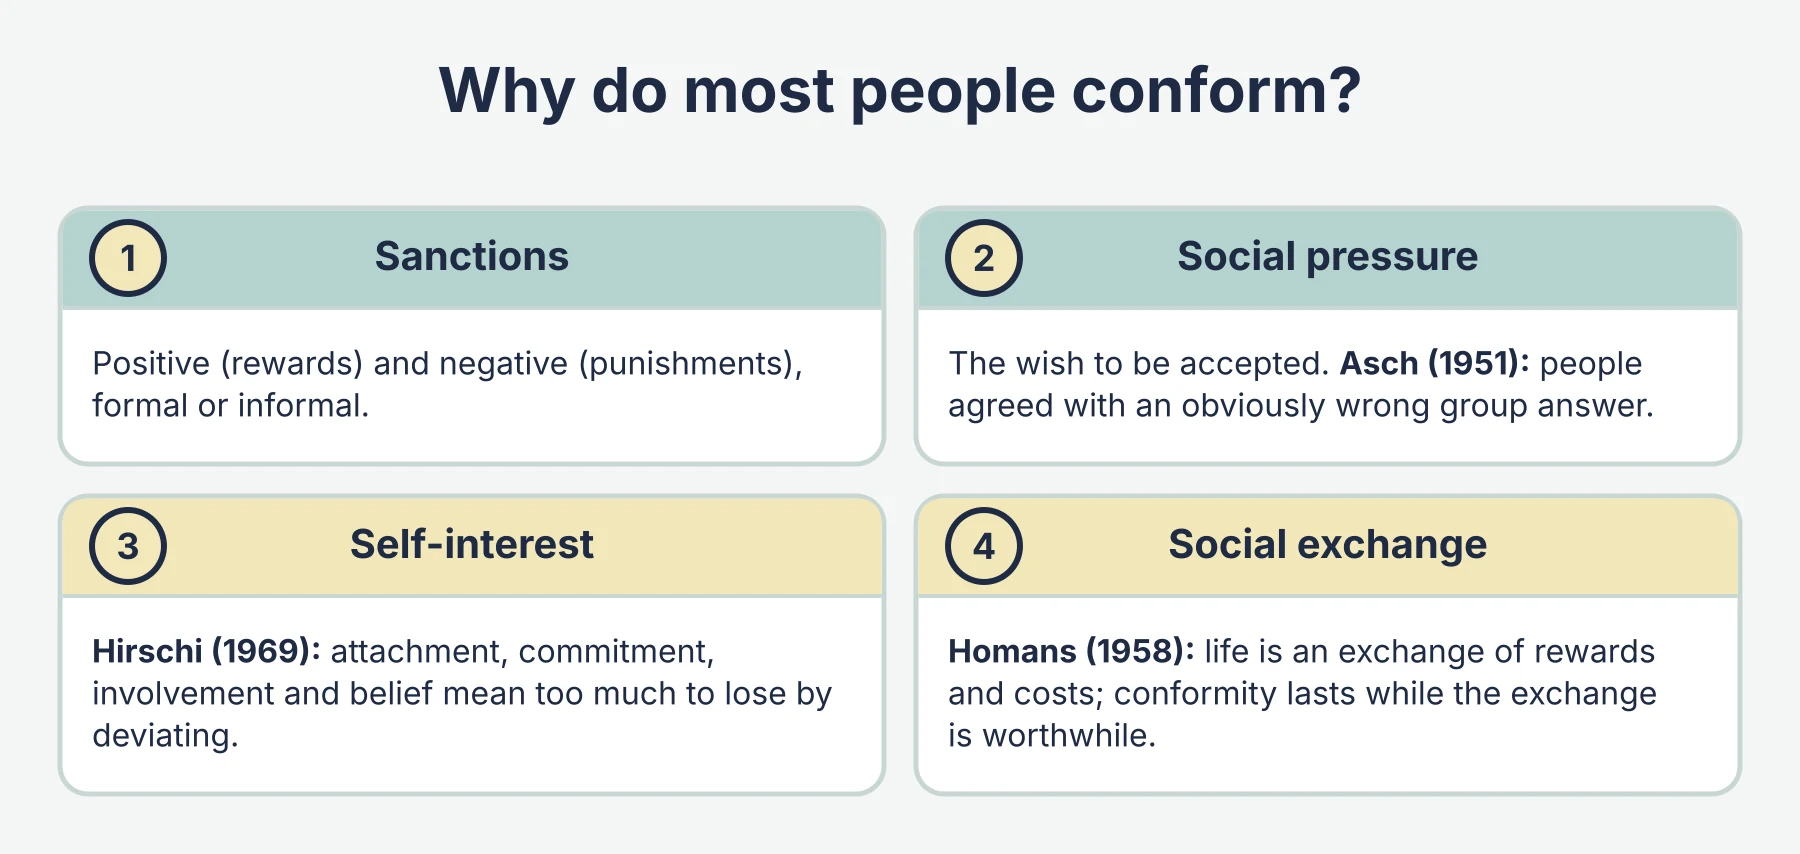 Why do most people conform?
1
Sanctions
Positive (rewards) and negative (punishments),
formal or informal.
2
Social pressure
The wish to be accepted. Asch (1951): people
agreed with an obviously wrong group answer.
3
Self-interest
Hirschi (1969): attachment, commitment,
involvement and belief mean too much to lose by
deviating.
4
Social exchange
Homans (1958): life is an exchange of rewards
and costs; conformity lasts while the exchange
is worthwhile.